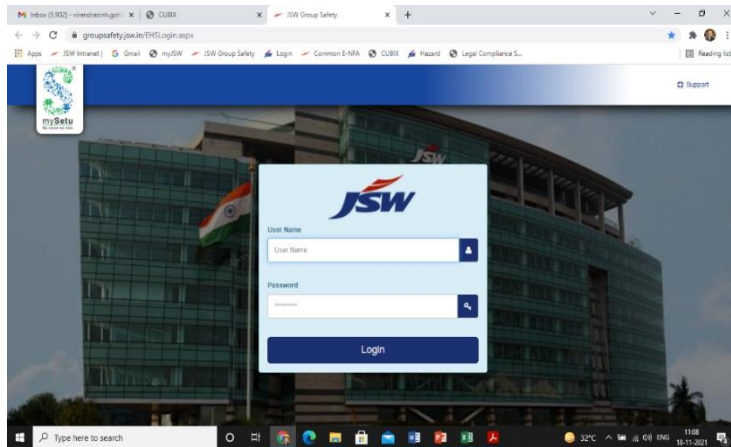 Inbox (3,902) - virendrasinh.gohi
CUBIX
JSW Group Safety
groupsafety.jsw.in/EHSLogin.aspx
Apps
JSW Intranet |
Gmail
myJSW
JSW Group Safety
Login
Common E-NFA
CUBIX
Hazard
Legal Compliance S...
Reading list
mySetu
Support
JSW
JSW
User Name
User Name
Password
Login
Type here to search
32°C
ENG
11:08
18-11-2021